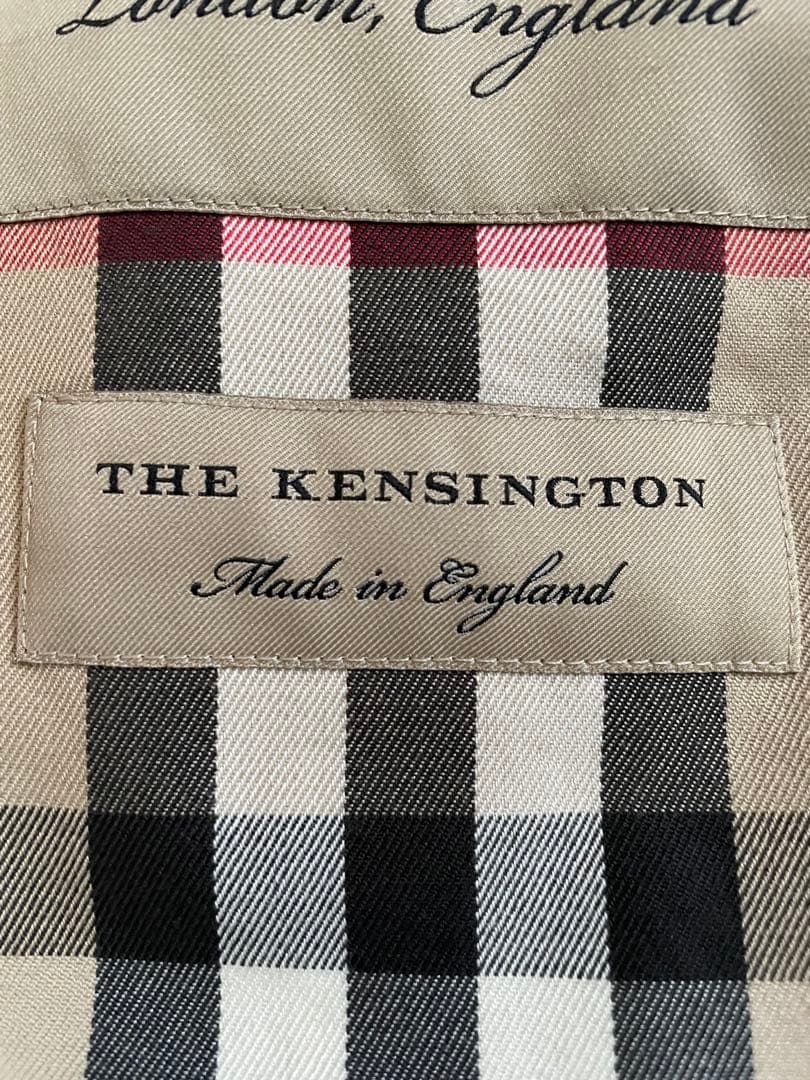 London, England
THE KENSINGTON
Made in England